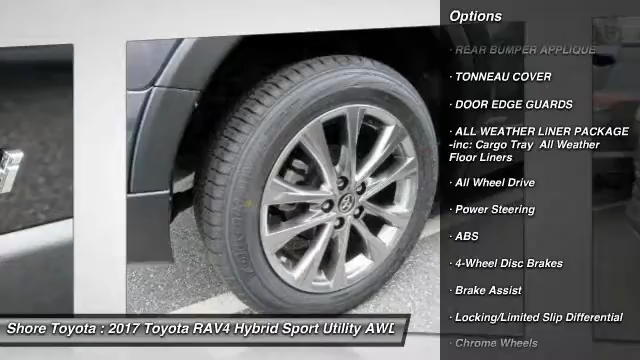 Options
· REAR BUMPER APPLIQUE
· TONNEAU COVER
· DOOR EDGE GUARDS
· ALL WEATHER LINER PACKAGE
-inc: Cargo Tray All Weather
Floor Liners
· All Wheel Drive
· Power Steering
· ABS
· 4-Wheel Disc Brakes
· Brake Assist
· Locking/Limited Slip Differential
· Chrome Wheels
Shore Toyota : 2017 Toyota RAV4 Hybrid Sport Utility AWD